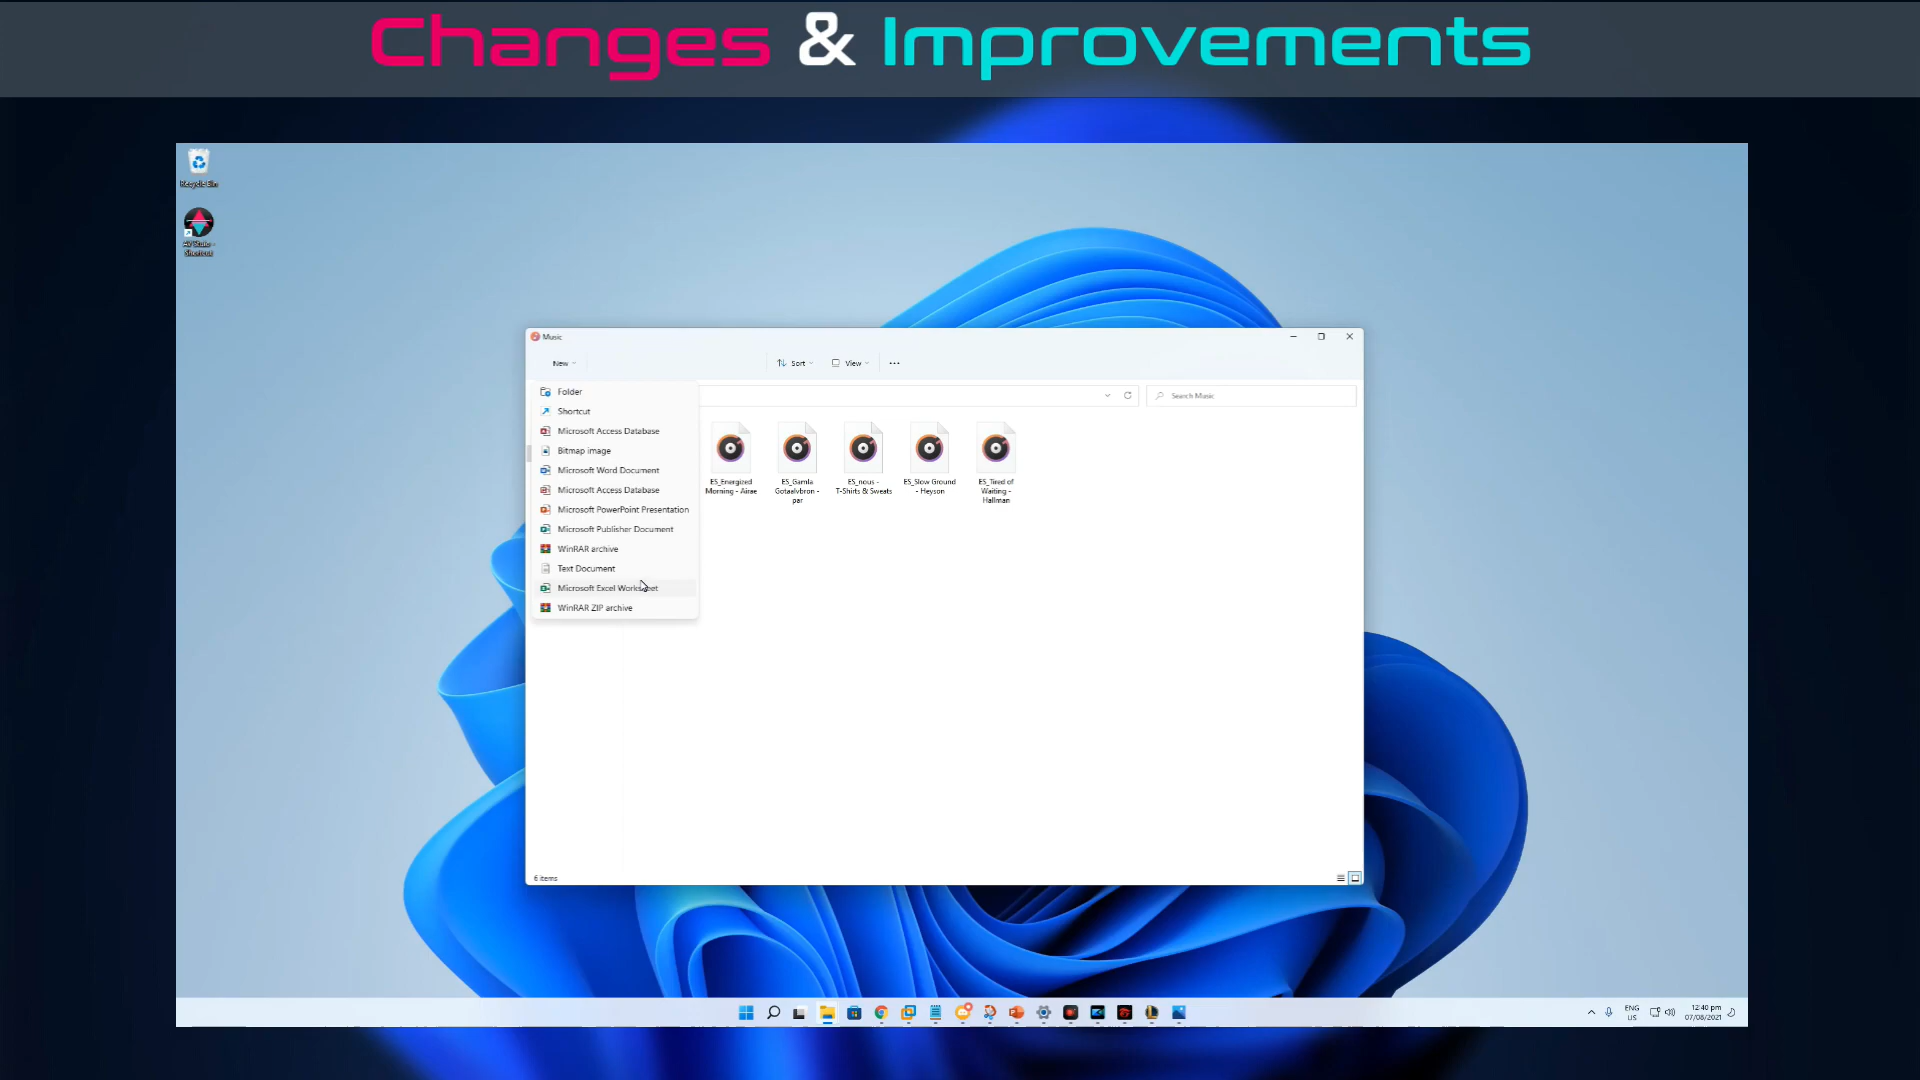 Changes & Improvements
Recycle Bin
Shortcut
Music
New
Sort
View
Search Music
Folder
Shortcut
Microsoft Access Database
Bitmap image
Microsoft Word Document
Microsoft Access Database
Microsoft PowerPoint Presentation
Microsoft Publisher Document
WinRAR archive
Text Document
Microsoft Excel Worksheet
WinRAR ZIP archive
ES_Energized
Morning - Airae
ES_Gamla
Gotaalvbron -
par
ES_nous -
T-Shirts & Sweats
ES_Slow Ground
- Heyson
ES_Tired of
Waiting -
Hallman
6 items
ENG
US
12:40 pm
07/08/2021